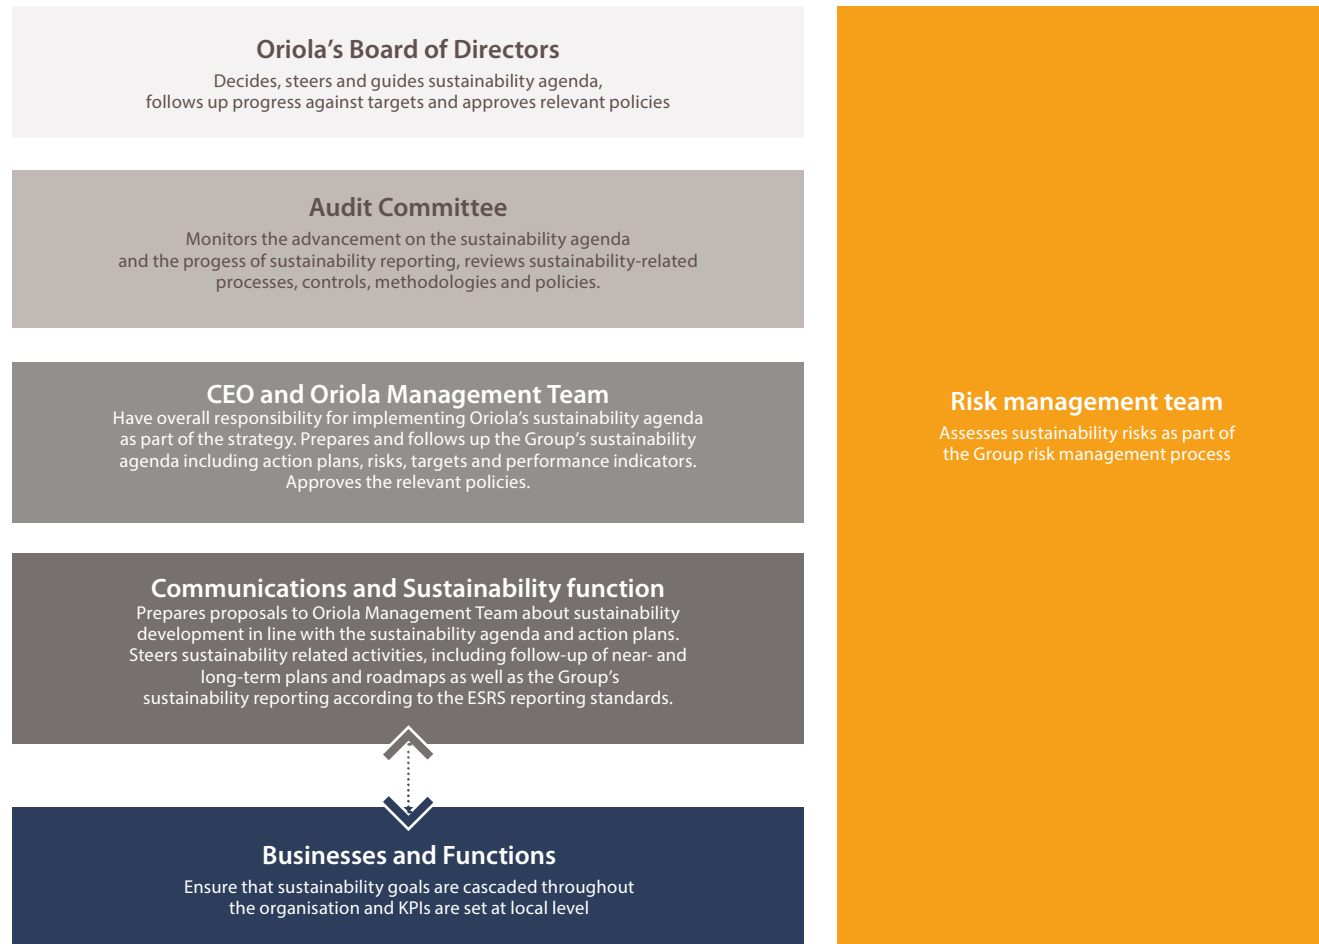 Oriola’s Board of Directors
Decides, steers and guides sustainability agenda,
follows up progress against targets and approves relevant policies
Audit Committee
Monitors the advancement on the sustainability agenda
and the progess of sustainability reporting, reviews sustainability-related
processes, controls, methodologies and policies.
CEO and Oriola Management Team
Have overall responsibility for implementing Oriola’s sustainability agenda
as part of the strategy. Prepares and follows up the Group’s sustainability
agenda including action plans, risks, targets and performance indicators.
Approves the relevant policies.
Communications and Sustainability function
Prepares proposals to Oriola Management Team about sustainability
development in line with the sustainability agenda and action plans.
Steers sustainability related activities, including follow-up of near- and
long-term plans and roadmaps as well as the Group’s
sustainability reporting according to the ESRS reporting standards.
Businesses and Functions
Ensure that sustainability goals are cascaded throughout
the organisation and KPIs are set at local level
Risk management team
Assesses sustainability risks as part of
the Group risk management process